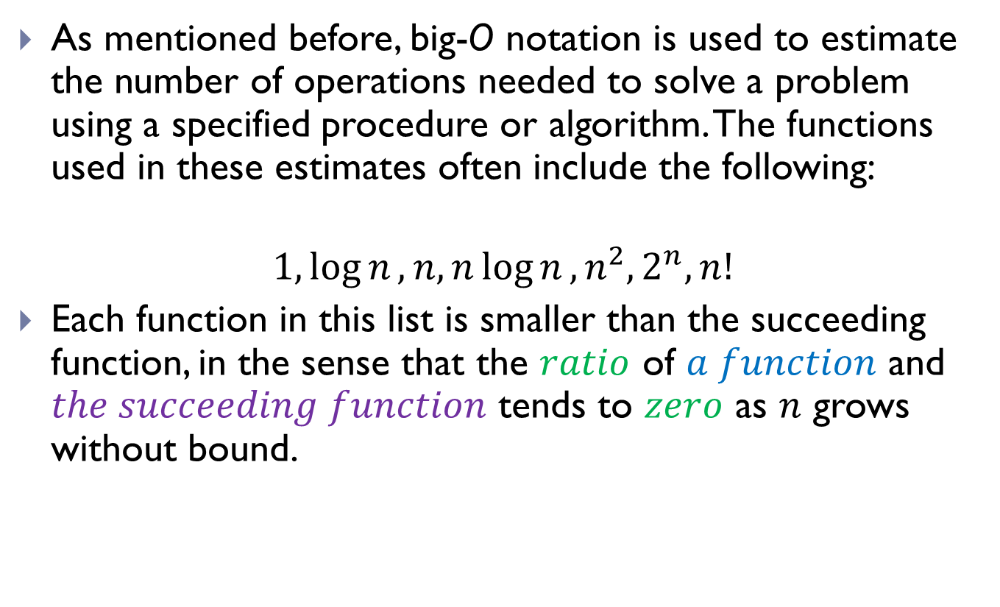 As mentioned before, big-O notation is used to estimate
the number of operations needed to solve a problem
using a specified procedure or algorithm. The functions
used in these estimates often include the following:
1, log n , n, n log n , n², 2ⁿ, n!
Each function in this list is smaller than the succeeding
function, in the sense that the ratio of a function and
the succeeding function tends to zero as n grows
without bound.